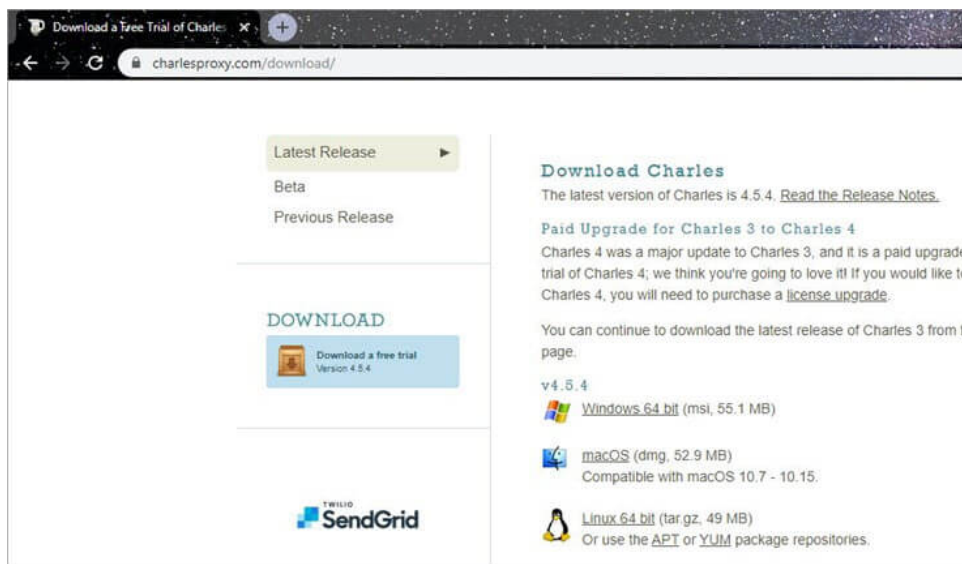 Download a Free Trial of Charles
charlesproxy.com/download/
Latest Release
Beta
Previous Release
DOWNLOAD
Download a free trial
Version 4.5.4
TWILIO
SendGrid
Download Charles
The latest version of Charles is 4.5.4. Read the Release Notes.
Paid Upgrade for Charles 3 to Charles 4
Charles 4 was a major update to Charles 3, and it is a paid upgrade
trial of Charles 4; we think you're going to love it! If you would like
Charles 4, you will need to purchase a license upgrade.
You can continue to download the latest release of Charles 3 from
page.
v4.5.4
Windows 64 bit (msi, 55.1 MB)
macOS (dmg, 52.9 MB)
Compatible with macOS 10.7 - 10.15.
Linux 64 bit (tar.gz, 49 MB)
Or use the APT or YUM package repositories.